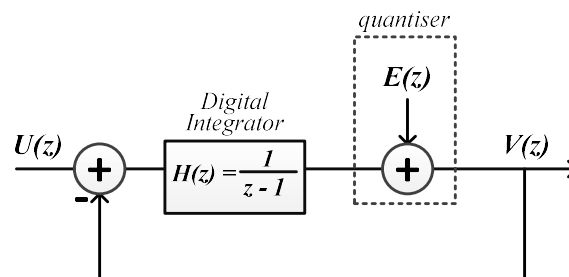 quantiser
E(z)
Digital
Integrator
U(z)
+
H(z) = 1 / z - 1
+
V(z)
-